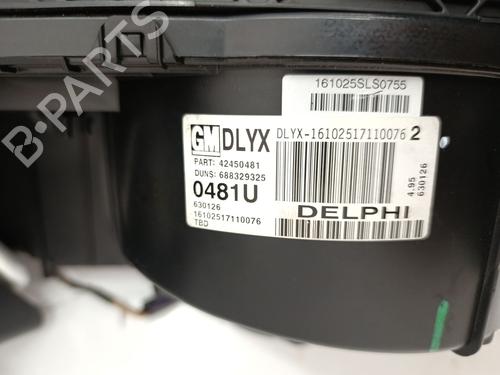 161025SLS0755
GM DLYX
DLYX-16102517110076 2
PART: 42450481
DUNS: 688329325
0481U
630126
16102517110076
TBD
DELPHI
4.95
630126
B-PARTS